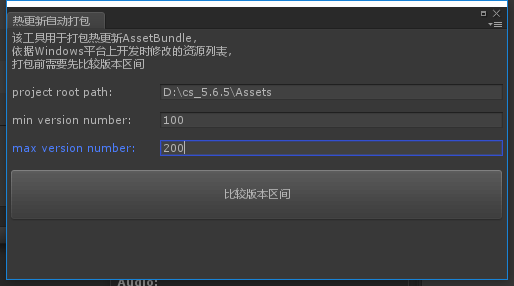 热更新自动打包
该工具用于打包热更新AssetBundle,
依据Windows平台上开发时修改的资源列表,
打包前需要先比较版本区间
project root path: D:\cs_5.6.5\Assets
min version number: 100
max version number: 200
比较版本区间
Audio: